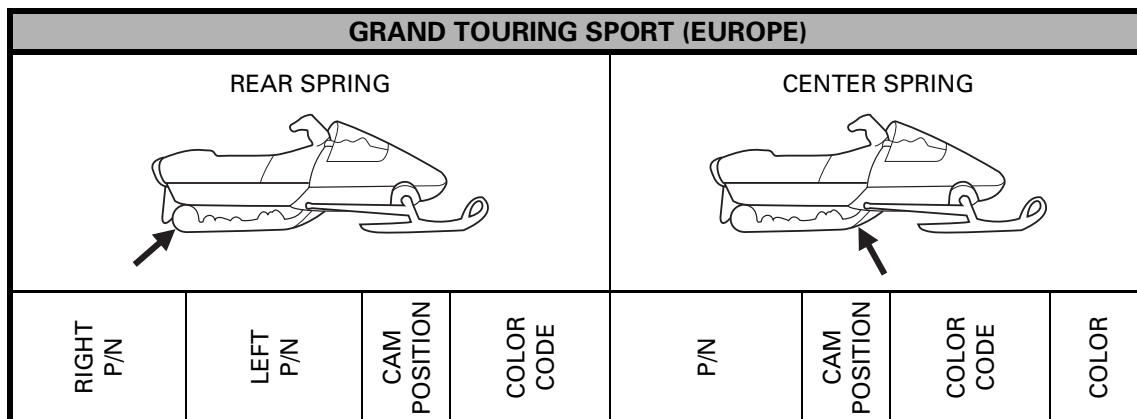 GRAND TOURING SPORT (EUROPE)
REAR SPRING
CENTER SPRING
RIGHT
P/N
LEFT
P/N
CAM
POSITION
COLOR
CODE
P/N
CAM
POSITION
COLOR
CODE
COLOR